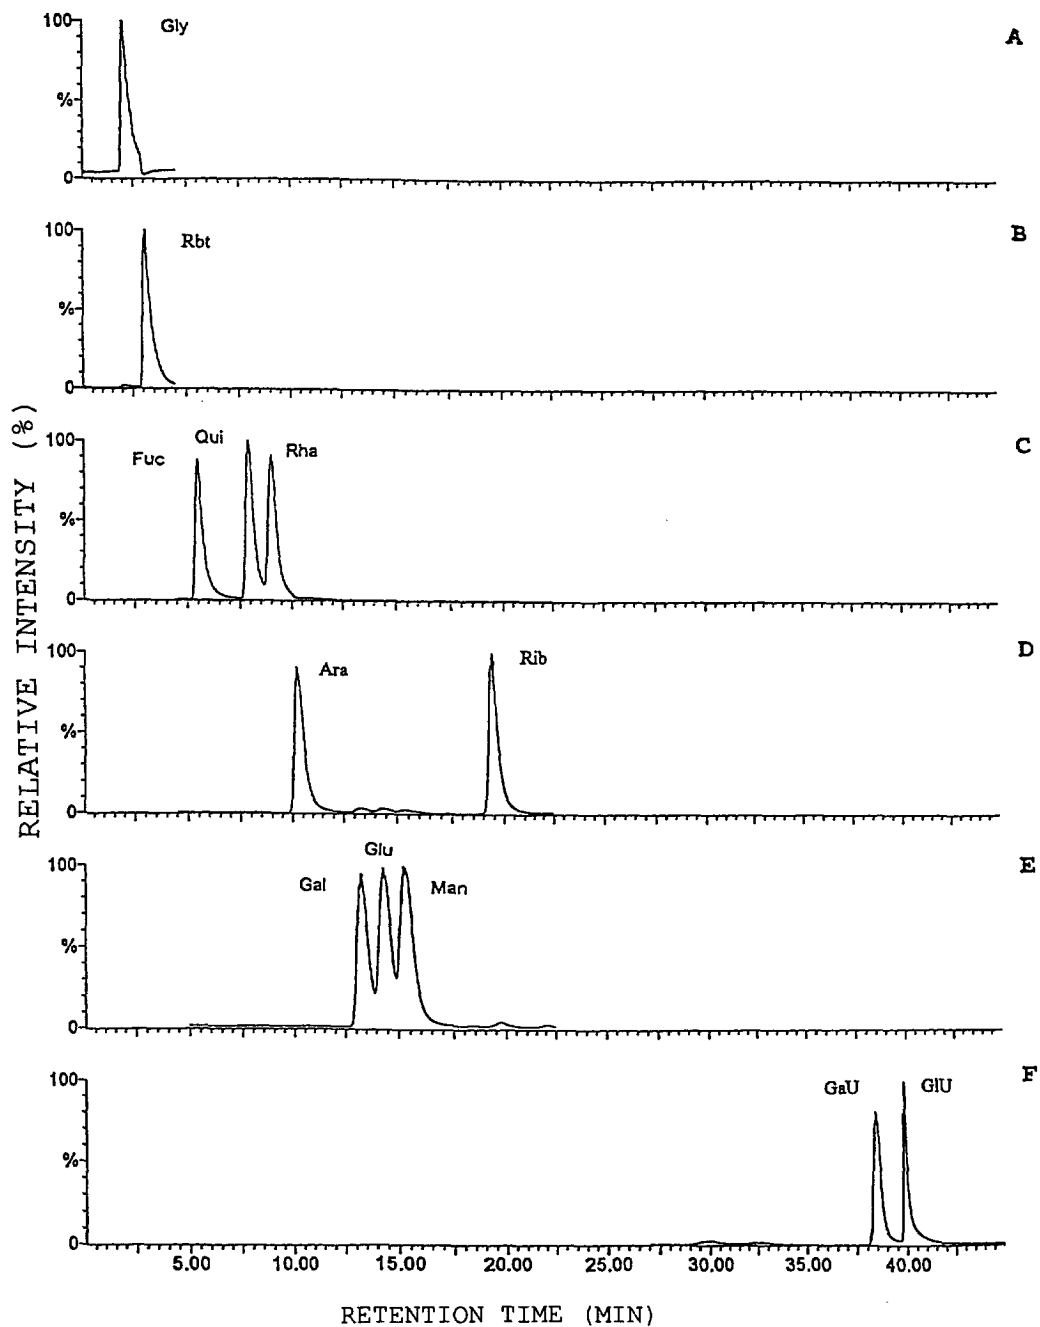 100 Gly A
%
0
100 Rbt B
%
0
100 Fuc Qui Rha C
%
0
100 Ara Rib D
%
0
100 Gal Glu Man E
%
0
100 GaU GlU F
%
0
5.00 10.00 15.00 20.00 25.00 30.00 35.00 40.00
RETENTION TIME (MIN)
RELATIVE INTENSITY (%)